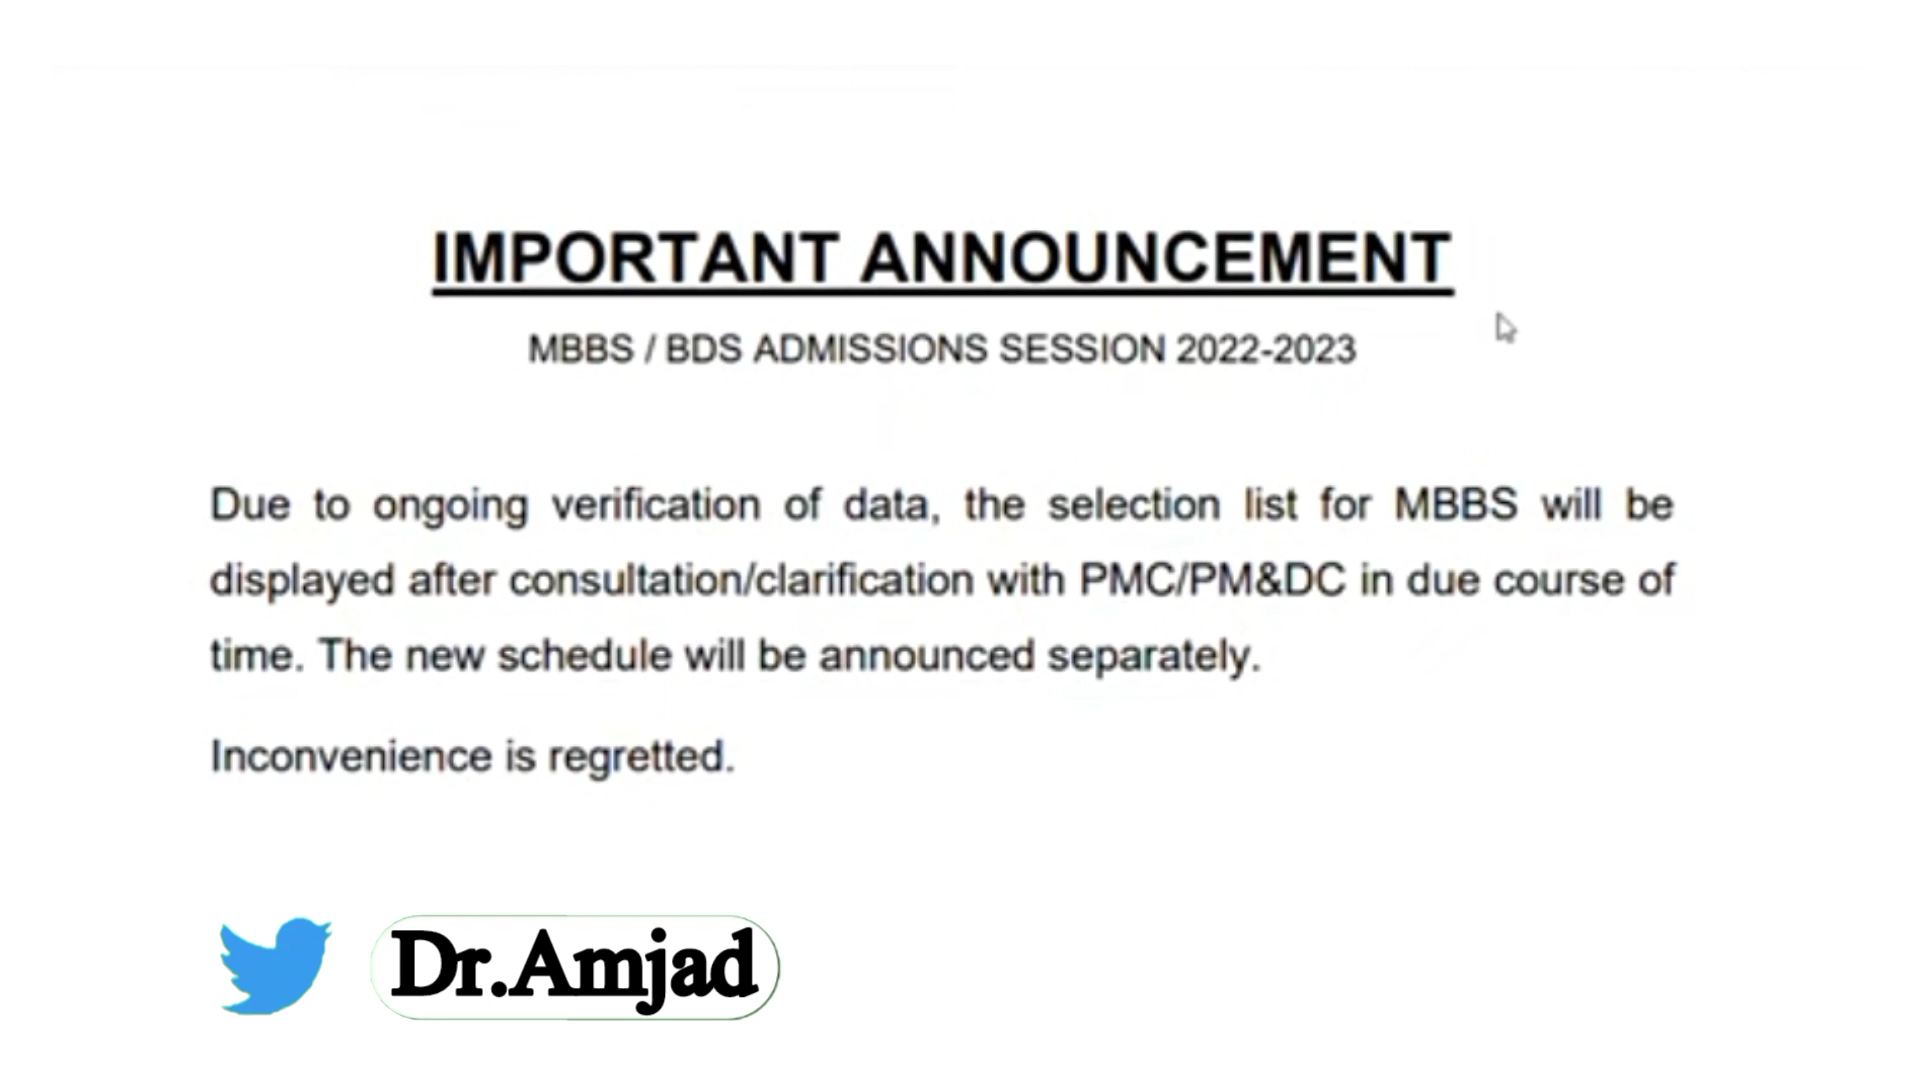 IMPORTANT ANNOUNCEMENT
MBBS / BDS ADMISSIONS SESSION 2022-2023
Due to ongoing verification of data, the selection list for MBBS will be
displayed after consultation/clarification with PMC/PM&DC in due course of
time. The new schedule will be announced separately.
Inconvenience is regretted.
Dr.Amjad